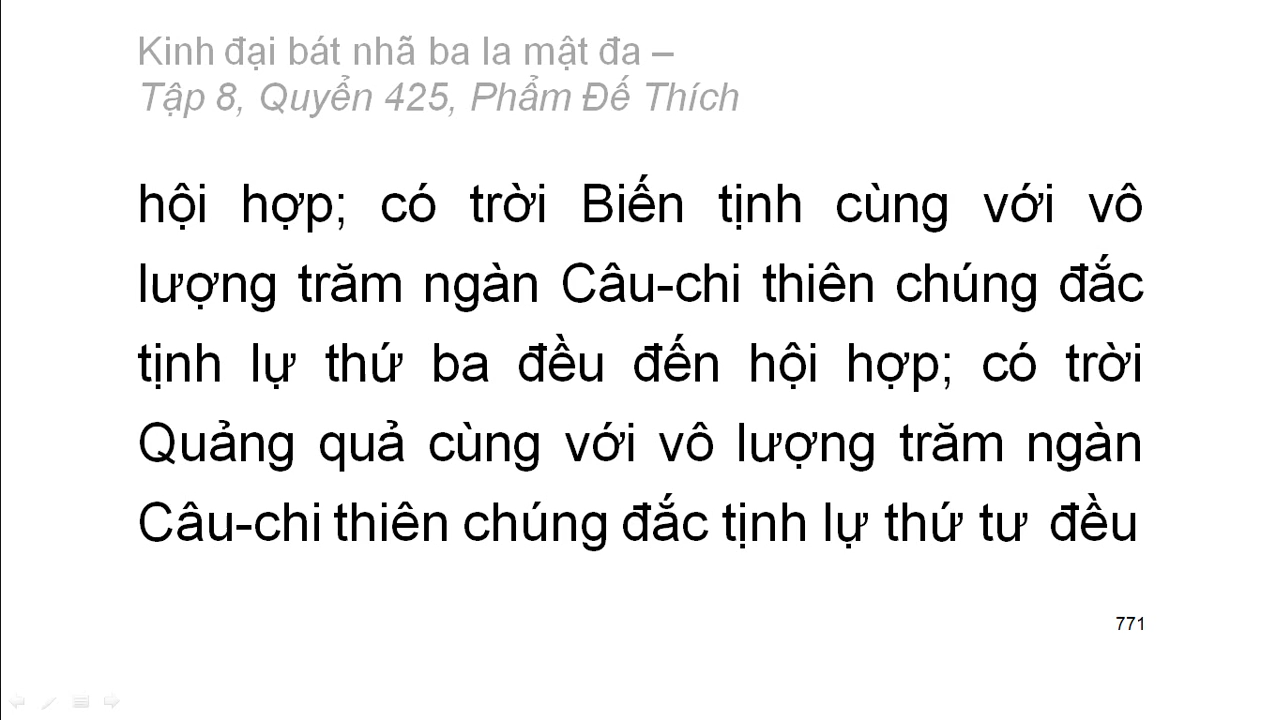 Kinh đại bát nhã ba la mật đa –
Tập 8, Quyển 425, Phẩm Đế Thích
hội hợp; có trời Biến tịnh cùng với vô
lượng trăm ngàn Câu-chi thiên chúng đắc
tịnh lự thứ ba đều đến hội hợp; có trời
Quảng quả cùng với vô lượng trăm ngàn
Câu-chi thiên chúng đắc tịnh lự thứ tư đều
771